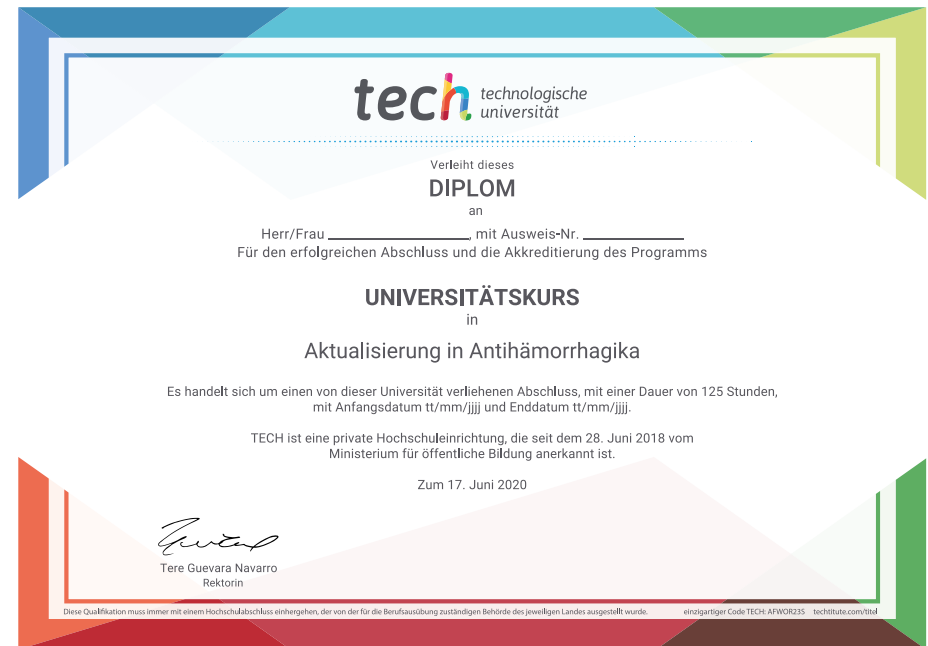 tech technologische
universität
Verleiht dieses
DIPLOM
an
Herr/Frau ________________, mit Ausweis-Nr. ____________
Für den erfolgreichen Abschluss und die Akkreditierung des Programms
UNIVERSITÄTSKURS
in
Aktualisierung in Antihämorrhagika
Es handelt sich um einen von dieser Universität verliehenen Abschluss, mit einer Dauer von 125 Stunden,
mit Anfangsdatum tt/mm/jjjj und Enddatum tt/mm/jjjj.
TECH ist eine private Hochschuleinrichtung, die seit dem 28. Juni 2018 vom
Ministerium für öffentliche Bildung anerkannt ist.
Zum 17. Juni 2020
Tere Guevara Navarro
Rektorin
Diese Qualifikation muss immer mit einem Hochschulabschluss einhergehen, der von der für die Berufsausübung zuständigen Behörde des jeweiligen Landes ausgestellt wurde. einzigartiger Code TECH: AFWOR23S techtitute.com/titel